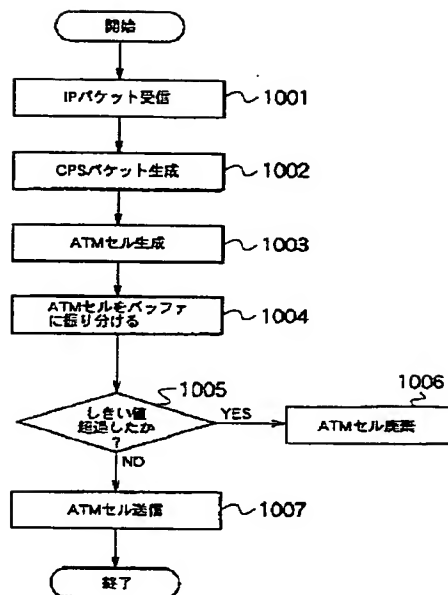 開始
IPパケット受信
1001
CPSパケット生成
1002
ATMセル生成
1003
ATMセルをバッファ
に振り分ける
1004
1005
しきい値
超過したか
?
YES
1006
ATMセル廃棄
NO
ATMセル送信
1007
終了